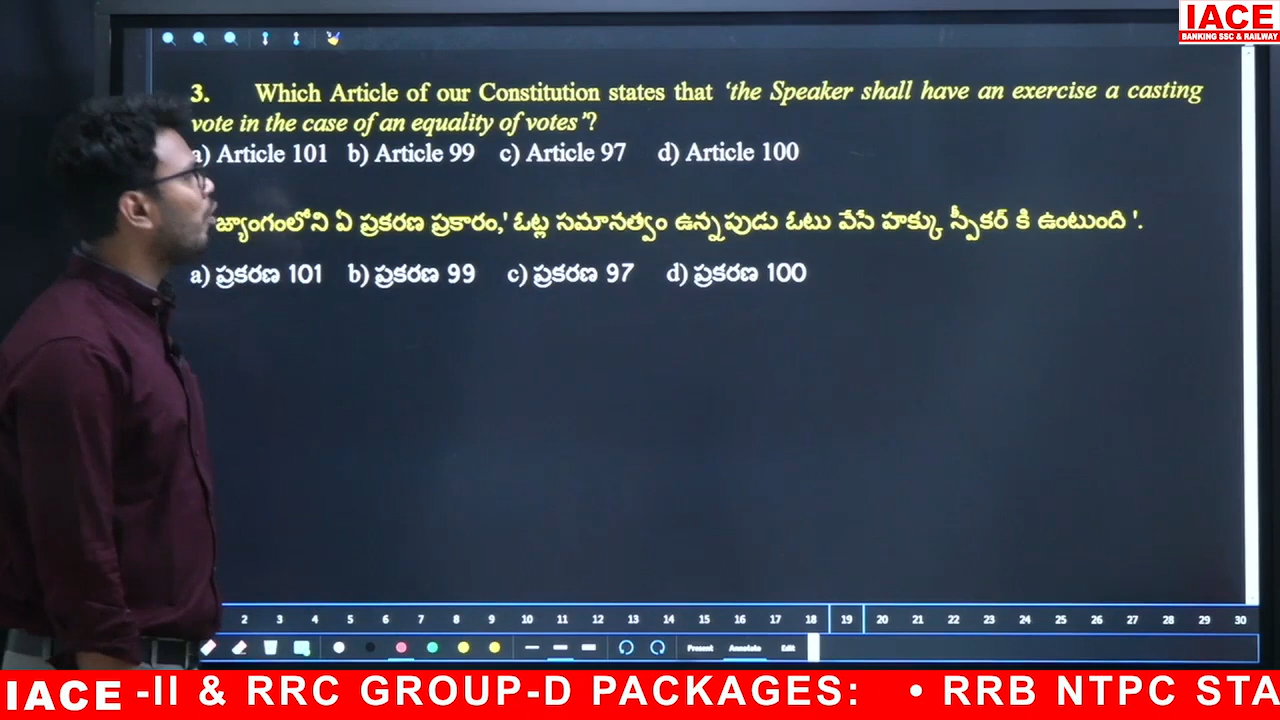 IACE
BANKING SSC & RAILWAY
3. Which Article of our Constitution states that ‘the Speaker shall have an exercise a casting
vote in the case of an equality of votes’?
a) Article 101 b) Article 99 c) Article 97 d) Article 100
జ్యాంగంలోని ఏ ప్రకరణ ప్రకారం,' ఓట్ల సమానత్వం ఉన్నపుడు ఓటు వేసే హక్కు స్పీకర్ కి ఉంటుంది '.
a) ప్రకరణ 101 b) ప్రకరణ 99 c) ప్రకరణ 97 d) ప్రకరణ 100
2 3 4 5 6 7 8 9 10 11 12 13 14 15 16 17 18 19 20 21 22 23 24 25 26 27 28 29 30
Present Annotate Edit
IACE -II & RRC GROUP-D PACKAGES: • RRB NTPC STA